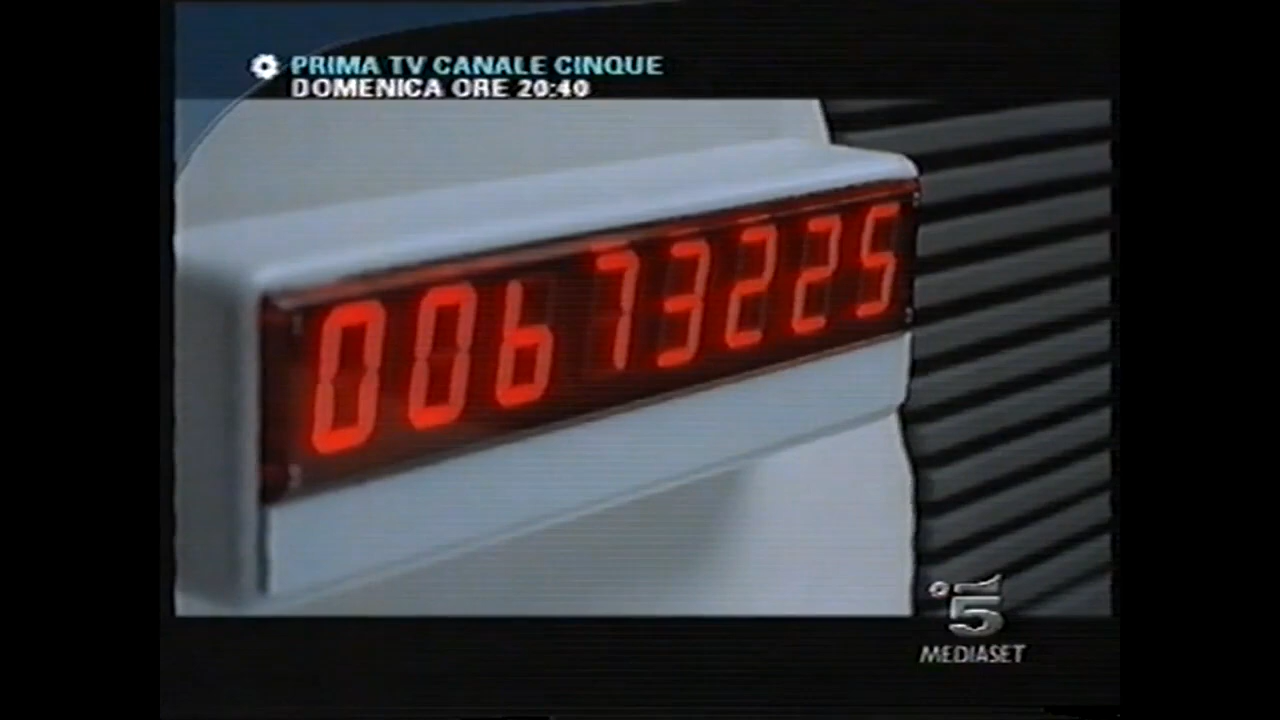 PRIMA TV CANALE CINQUE
DOMENICA ORE 20:40
00673225
5
MEDIASET